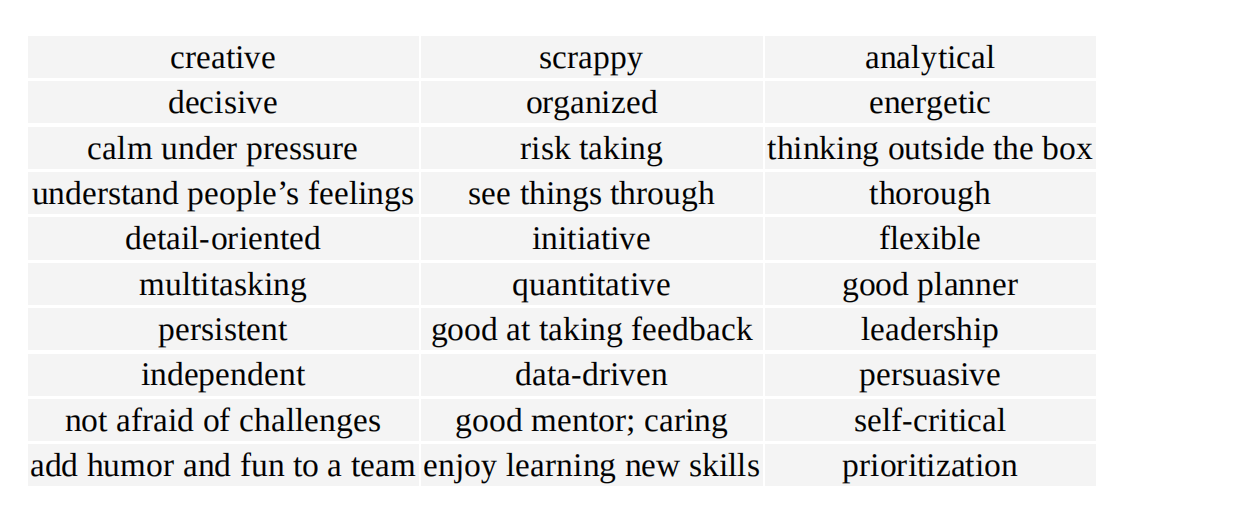 creative scrappy analytical
decisive organized energetic
calm under pressure risk taking thinking outside the box
understand people’s feelings see things through thorough
detail-oriented initiative flexible
multitasking quantitative good planner
persistent good at taking feedback leadership
independent data-driven persuasive
not afraid of challenges good mentor; caring self-critical
add humor and fun to a team enjoy learning new skills prioritization